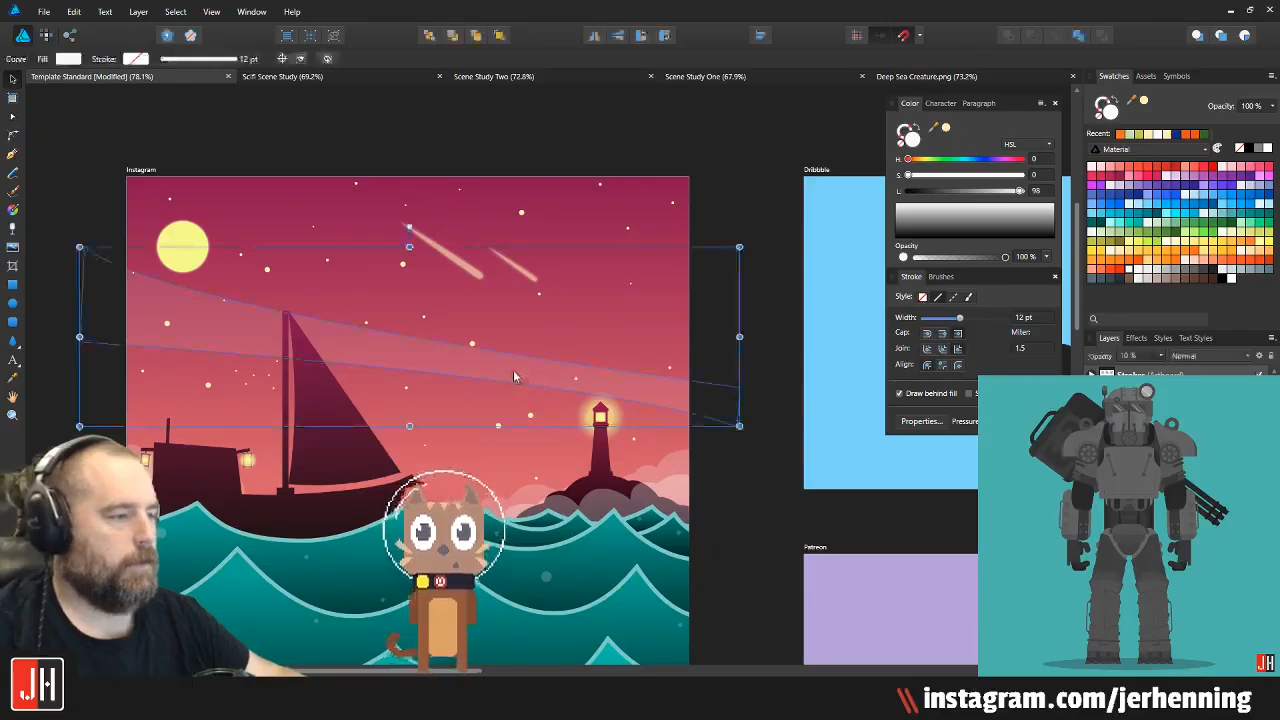 File Edit Text Layer Select View Window Help
Curve Fill: Stroke: 12 pt
Template Standard [Modified] (78.1%) × Scifi Scene Study (69.2%) × Scene Study Two (72.8%) × Scene Study One (67.9%) × Deep Sea Creature.png (73.2%) ×
Swatches Assets Symbols
Opacity: 100 %
Recent:
Material
Color Character Paragraph
HSL
H: 0
S: 0
L: 98
Opacity
100 %
Stroke Brushes
Style:
Width: 12 pt
Cap: Miter:
Join: 1.5
Align:
Draw behind fill
Properties... Pressure
Layers Effects Styles Text Styles
Opacity 10 % Normal
Instagram
Dribbble
Patreon
JH
JH
\\ instagram.com/jerhenning